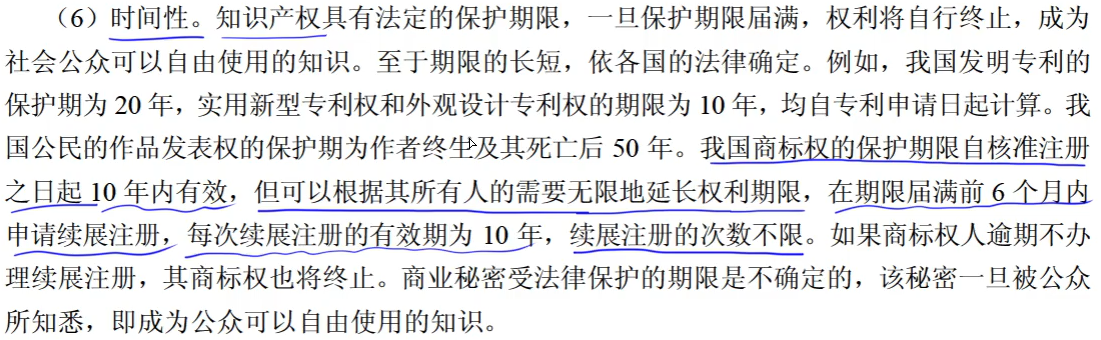 （6）时间性。知识产权具有法定的保护期限，一旦保护期限届满，权利将自行终止，成为
社会公众可以自由使用的知识。至于期限的长短，依各国的法律确定。例如，我国发明专利的
保护期为 20 年，实用新型专利权和外观设计专利权的期限为 10 年，均自专利申请日起计算。我
国公民的作品发表权的保护期为作者终生及其死亡后 50 年。我国商标权的保护期限自核准注册
之日起 10 年内有效，但可以根据其所有人的需要无限地延长权利期限，在期限届满前 6 个月内
申请续展注册，每次续展注册的有效期为 10 年，续展注册的次数不限。如果商标权人逾期不办
理续展注册，其商标权也将终止。商业秘密受法律保护的期限是不确定的，该秘密一旦被公众
所知悉，即成为公众可以自由使用的知识。